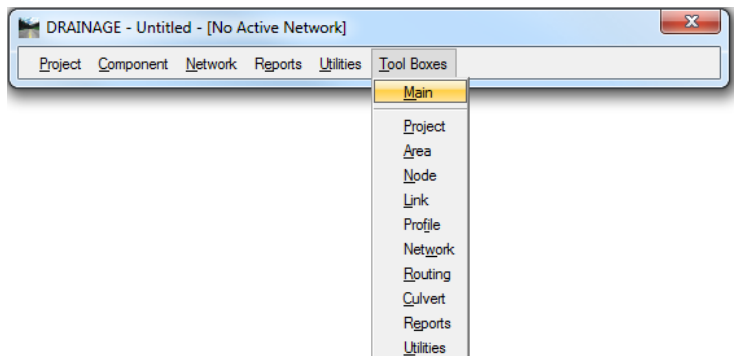 DRAINAGE - Untitled - [No Active Network]
Project Component Network Reports Utilities Tool Boxes
Main
Project
Area
Node
Link
Profile
Network
Routing
Culvert
Reports
Utilities